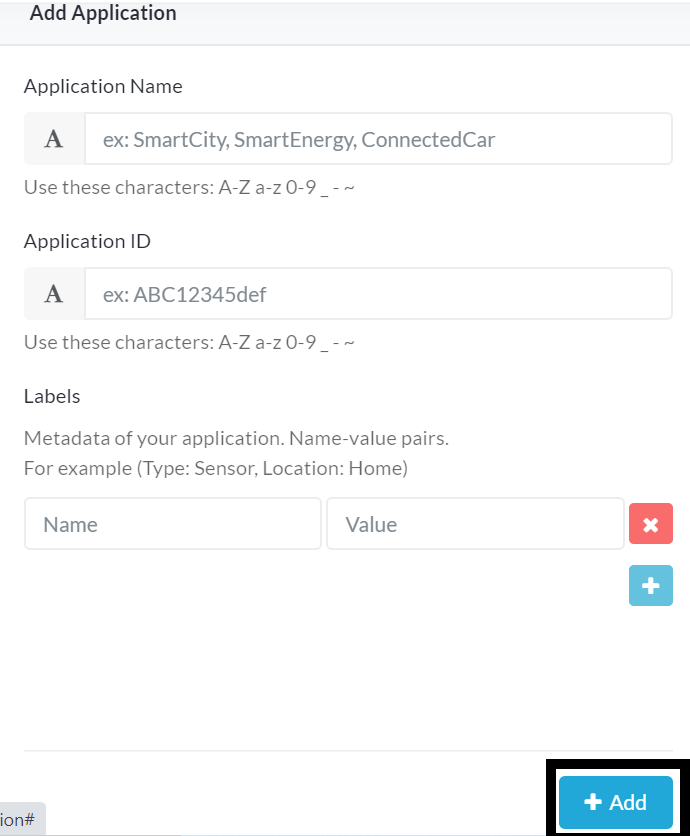 Add Application
Application Name
A ex: SmartCity, SmartEnergy, ConnectedCar
Use these characters: A-Z a-z 0-9 _ - ~
Application ID
A ex: ABC12345def
Use these characters: A-Z a-z 0-9 _ - ~
Labels
Metadata of your application. Name-value pairs.
For example (Type: Sensor, Location: Home)
Name Value
Add
ion#